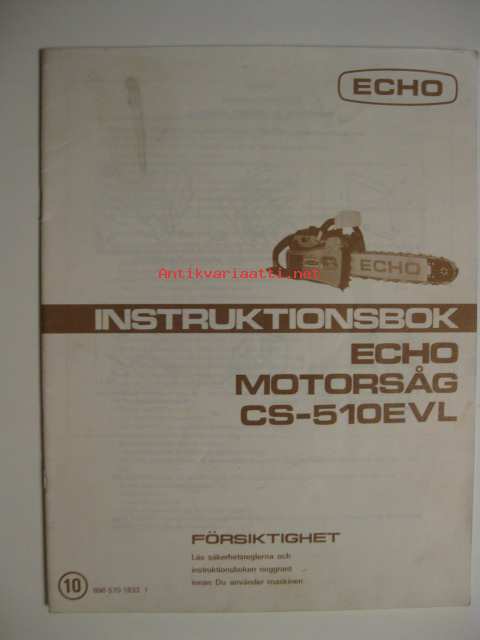 ECHO
ECHO
Antikvariaatti.net
INSTRUKTIONSBOK
ECHO
MOTORSÅG
CS-510EVL
FÖRSIKTIGHET
Läs säkerhetsreglerna och
instruktionsboken noggrant
innan Du använder maskinen.
10